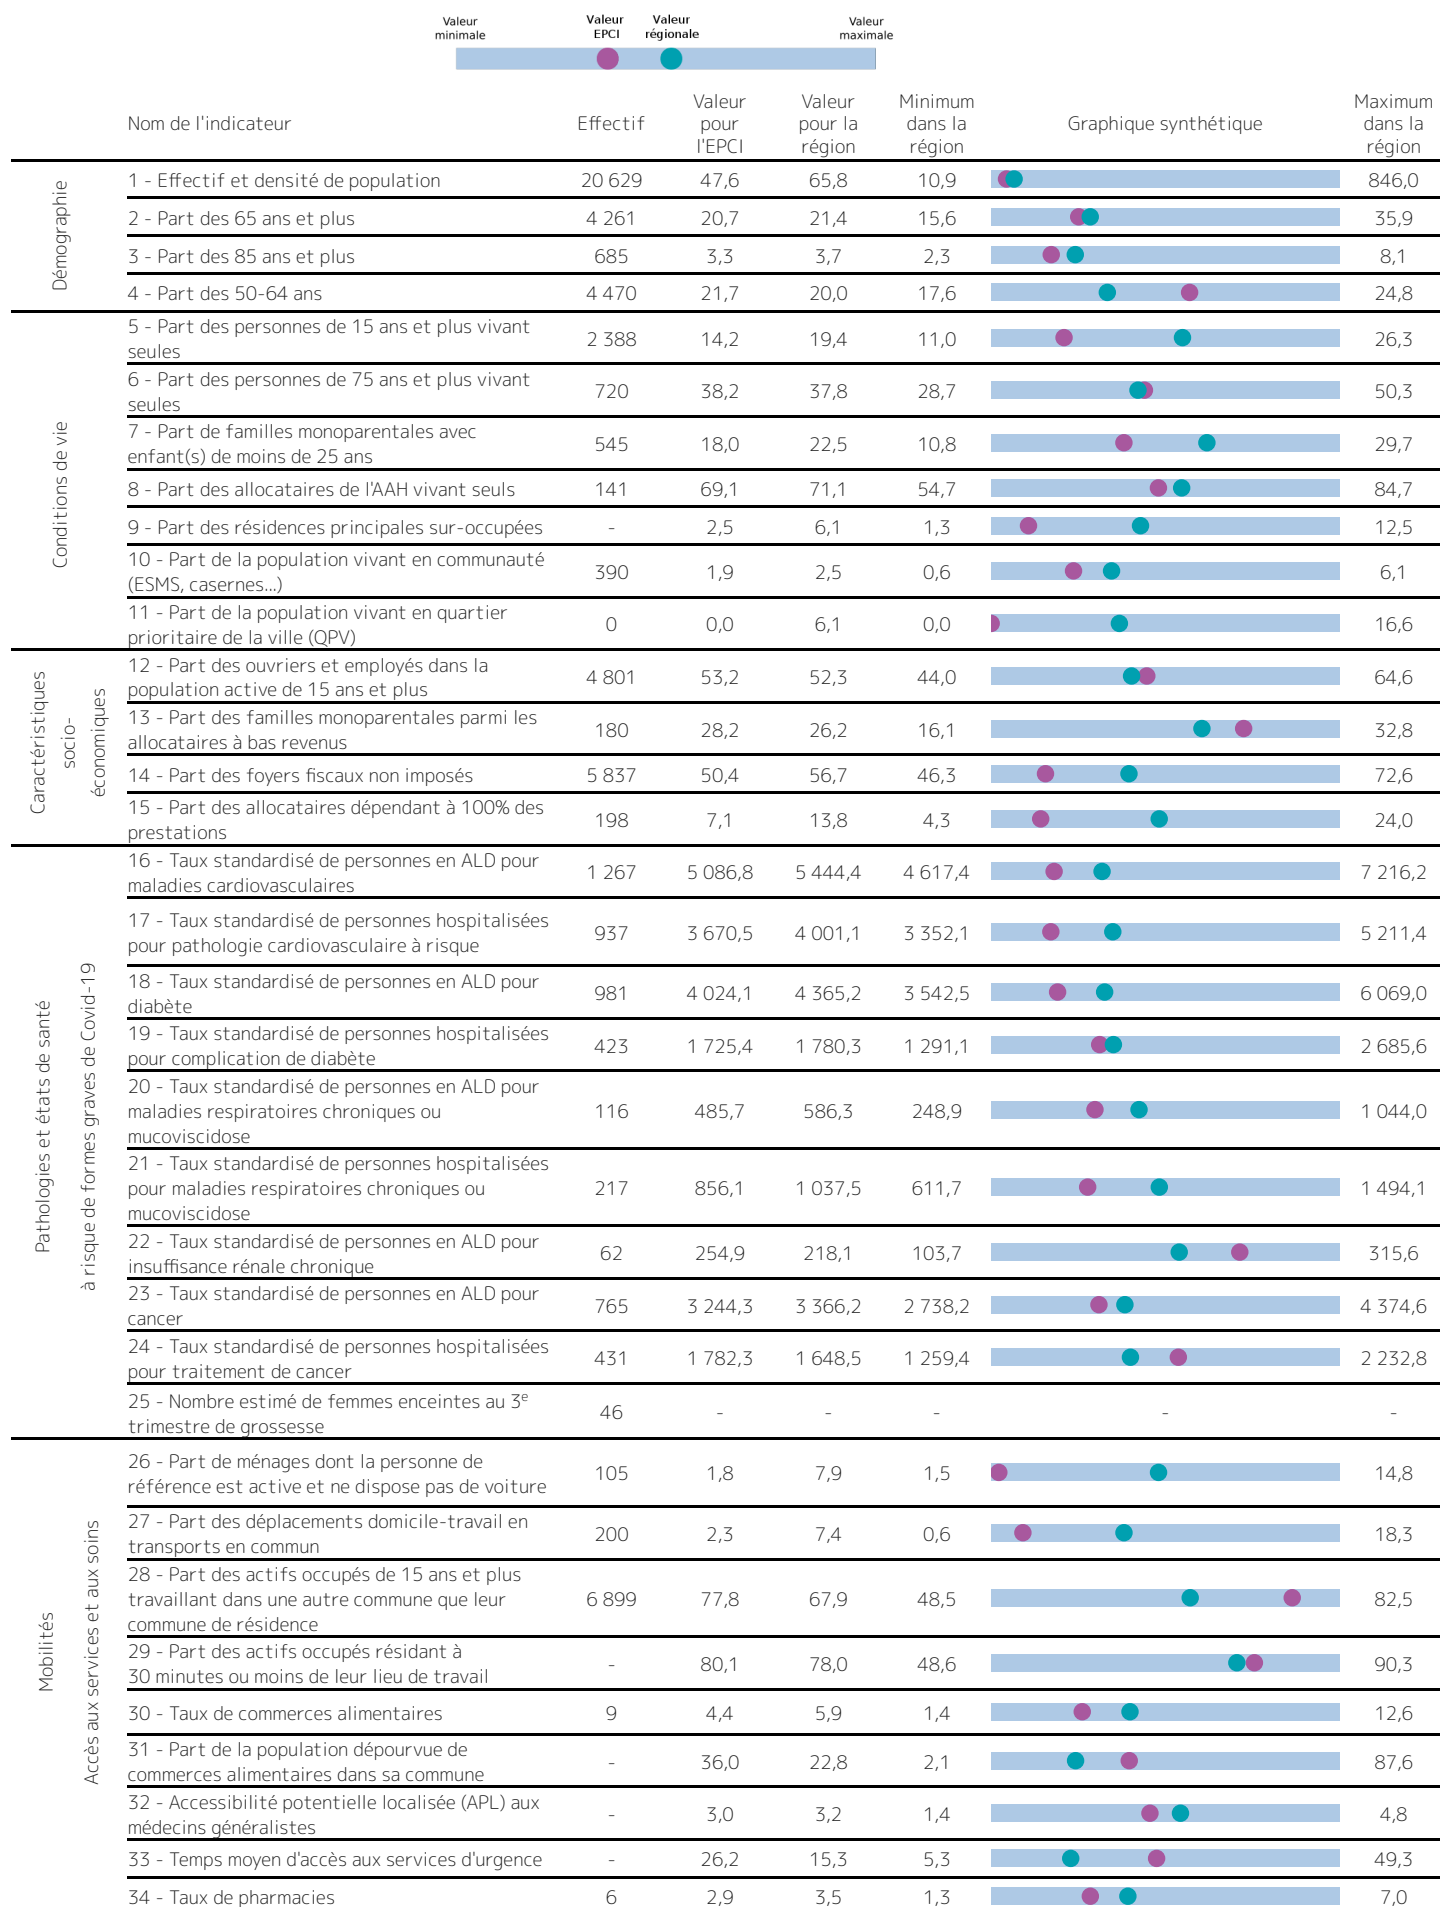 Valeur minimale
Valeur EPCI
Valeur régionale
Valeur maximale
Nom de l'indicateur
Effectif
Valeur pour l'EPCI
Valeur pour la région
Minimum dans la région
Graphique synthétique
Maximum dans la région
Démographie
1 - Effectif et densité de population 20 629 47,6 65,8 10,9 846,0
2 - Part des 65 ans et plus 4 261 20,7 21,4 15,6 35,9
3 - Part des 85 ans et plus 685 3,3 3,7 2,3 8,1
4 - Part des 50-64 ans 4 470 21,7 20,0 17,6 24,8
Conditions de vie
5 - Part des personnes de 15 ans et plus vivant
seules 2 388 14,2 19,4 11,0 26,3
6 - Part des personnes de 75 ans et plus vivant
seules 720 38,2 37,8 28,7 50,3
7 - Part de familles monoparentales avec
enfant(s) de moins de 25 ans 545 18,0 22,5 10,8 29,7
8 - Part des allocataires de l'AAH vivant seuls 141 69,1 71,1 54,7 84,7
9 - Part des résidences principales sur-occupées - 2,5 6,1 1,3 12,5
10 - Part de la population vivant en communauté
(ESMS, casernes...) 390 1,9 2,5 0,6 6,1
11 - Part de la population vivant en quartier
prioritaire de la ville (QPV) 0 0,0 6,1 0,0 16,6
Caractéristiques
socio-
économiques
12 - Part des ouvriers et employés dans la
population active de 15 ans et plus 4 801 53,2 52,3 44,0 64,6
13 - Part des familles monoparentales parmi les
allocataires à bas revenus 180 28,2 26,2 16,1 32,8
14 - Part des foyers fiscaux non imposés 5 837 50,4 56,7 46,3 72,6
15 - Part des allocataires dépendant à 100% des
prestations 198 7,1 13,8 4,3 24,0
Pathologies et états de santé
à risque de formes graves de Covid-19
16 - Taux standardisé de personnes en ALD pour
maladies cardiovasculaires 1 267 5 086,8 5 444,4 4 617,4 7 216,2
17 - Taux standardisé de personnes hospitalisées
pour pathologie cardiovasculaire à risque 937 3 670,5 4 001,1 3 352,1 5 211,4
18 - Taux standardisé de personnes en ALD pour
diabète 981 4 024,1 4 365,2 3 542,5 6 069,0
19 - Taux standardisé de personnes hospitalisées
pour complication de diabète 423 1 725,4 1 780,3 1 291,1 2 685,6
20 - Taux standardisé de personnes en ALD pour
maladies respiratoires chroniques ou 116 485,7 586,3 248,9 1 044,0
mucoviscidose
21 - Taux standardisé de personnes hospitalisées
pour maladies respiratoires chroniques ou 217 856,1 1 037,5 611,7 1 494,1
mucoviscidose
22 - Taux standardisé de personnes en ALD pour
insuffisance rénale chronique 62 254,9 218,1 103,7 315,6
23 - Taux standardisé de personnes en ALD pour
cancer 765 3 244,3 3 366,2 2 738,2 4 374,6
24 - Taux standardisé de personnes hospitalisées
pour traitement de cancer 431 1 782,3 1 648,5 1 259,4 2 232,8
25 - Nombre estimé de femmes enceintes au 3e
trimestre de grossesse 46 - - - - -
Mobilités
Accès aux services et aux soins
26 - Part de ménages dont la personne de
référence est active et ne dispose pas de voiture 105 1,8 7,9 1,5 14,8
27 - Part des déplacements domicile-travail en
transports en commun 200 2,3 7,4 0,6 18,3
28 - Part des actifs occupés de 15 ans et plus
travaillant dans une autre commune que leur 6 899 77,8 67,9 48,5 82,5
commune de résidence
29 - Part des actifs occupés résidant à
30 minutes ou moins de leur lieu de travail - 80,1 78,0 48,6 90,3
30 - Taux de commerces alimentaires 9 4,4 5,9 1,4 12,6
31 - Part de la population dépourvue de
commerces alimentaires dans sa commune - 36,0 22,8 2,1 87,6
32 - Accessibilité potentielle localisée (APL) aux
médecins généralistes - 3,0 3,2 1,4 4,8
33 - Temps moyen d'accès aux services d'urgence - 26,2 15,3 5,3 49,3
34 - Taux de pharmacies 6 2,9 3,5 1,3 7,0